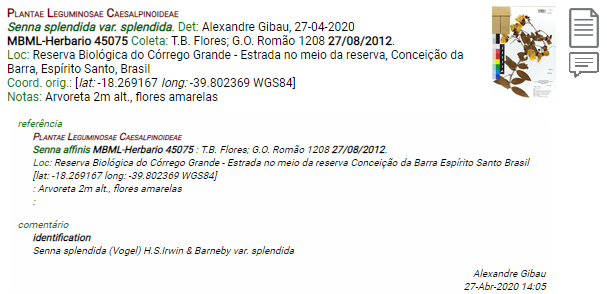 PLANTAE LEGUMINOSAE CAESALPINOIDEAE
Senna splendida var. splendida. Det: Alexandre Gibau, 27-04-2020
MBML-Herbario 45075 Coleta: T.B. Flores; G.O. Romão 1208 27/08/2012.
Loc: Reserva Biológica do Córrego Grande - Estrada no meio da reserva, Conceição da
Barra, Espírito Santo, Brasil
Coord. orig.: [lat: -18.269167 long: -39.802369 WGS84]
Notas: Arvoreta 2m alt., flores amarelas
referência
PLANTAE LEGUMINOSAE CAESALPINOIDEAE
Senna affinis MBML-Herbario 45075 : T.B. Flores; G.O. Romão 1208 27/08/2012.
Loc: Reserva Biológica do Córrego Grande - Estrada no meio da reserva Conceição da Barra Espírito Santo Brasil
[lat: -18.269167 long: -39.802369 WGS84]
: Arvoreta 2m alt., flores amarelas
:
comentário
identification
Senna splendida (Vogel) H.S.Irwin & Barneby var. splendida
Alexandre Gibau
27-Abr-2020 14:05